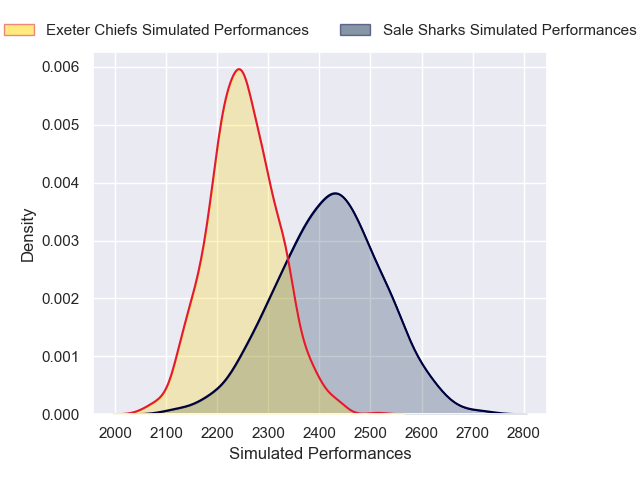 Exeter Chiefs Simulated Performances Sale Sharks Simulated Performances
0.006
0.005
0.004
0.003
0.002
0.001
0.000
Density
2000 2100 2200 2300 2400 2500 2600 2700 2800
Simulated Performances